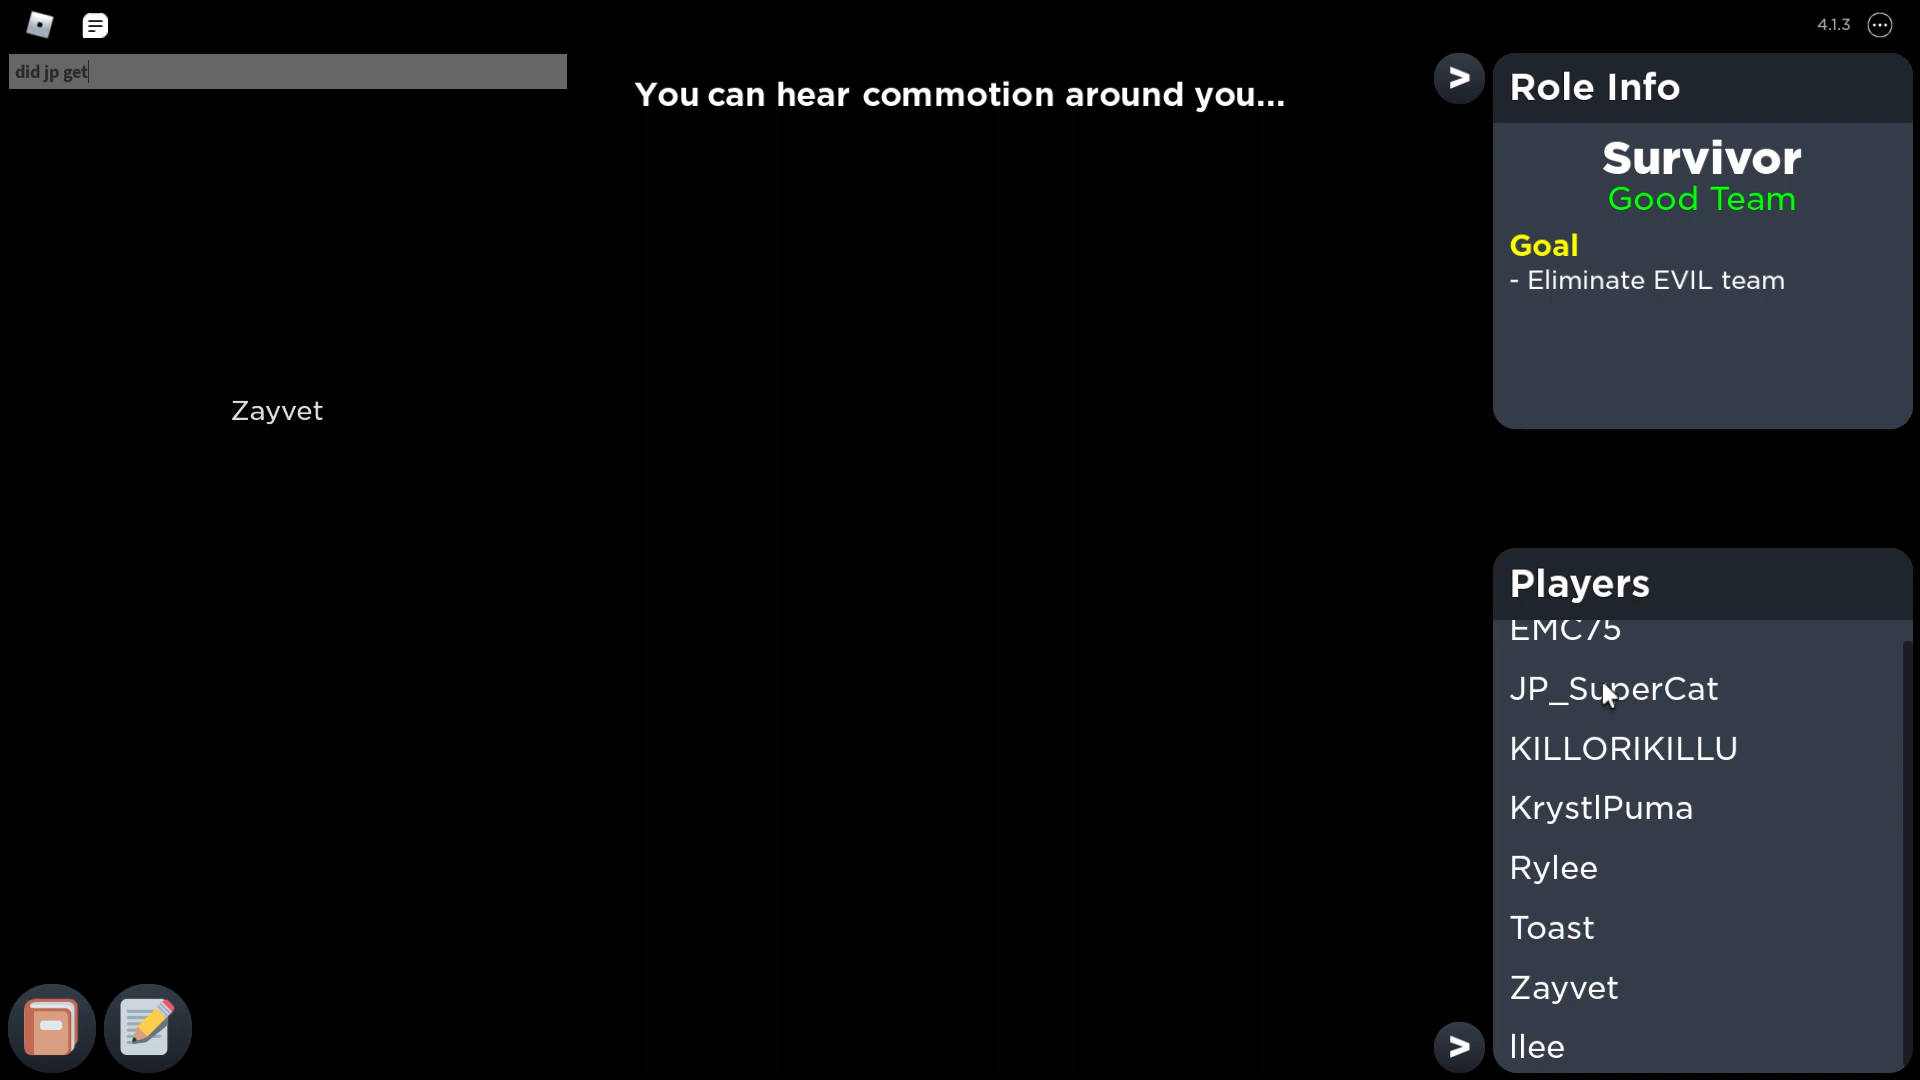 4.1.3
did jp get
You can hear commotion around you...
>
Role Info
Survivor
Good Team
Goal
- Eliminate EVIL team
Zayvet
Players
EMC75
JP_SuperCat
KILLORIKILLU
KrystlPuma
Rylee
Toast
Zayvet
llee
>